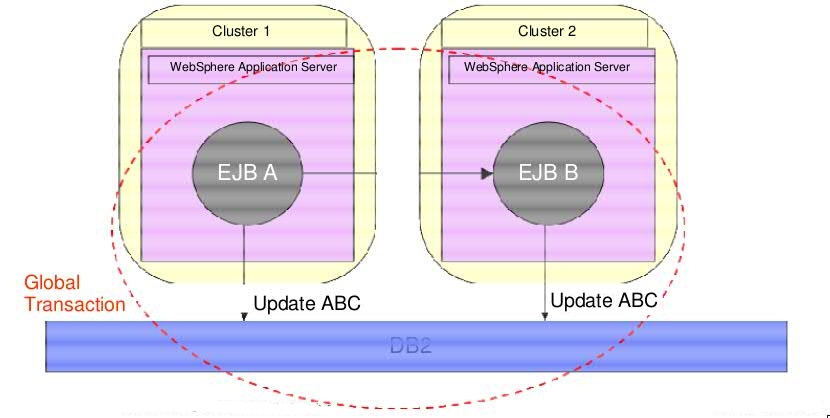 Cluster 1
Cluster 2
WebSphere Application Server
WebSphere Application Server
EJB A
EJB B
Global
Transaction
Update ABC
Update ABC
DB2